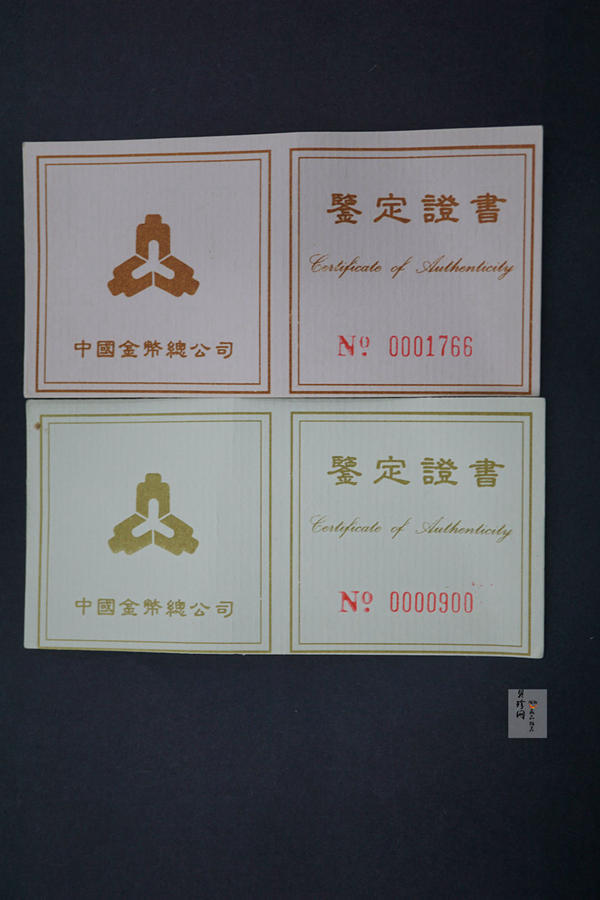 鑒定證書
Certificate of Authenticity
中國金幣總公司
Nº 0001766
鑒定證書
Certificate of Authenticity
中國金幣總公司
Nº 0000900